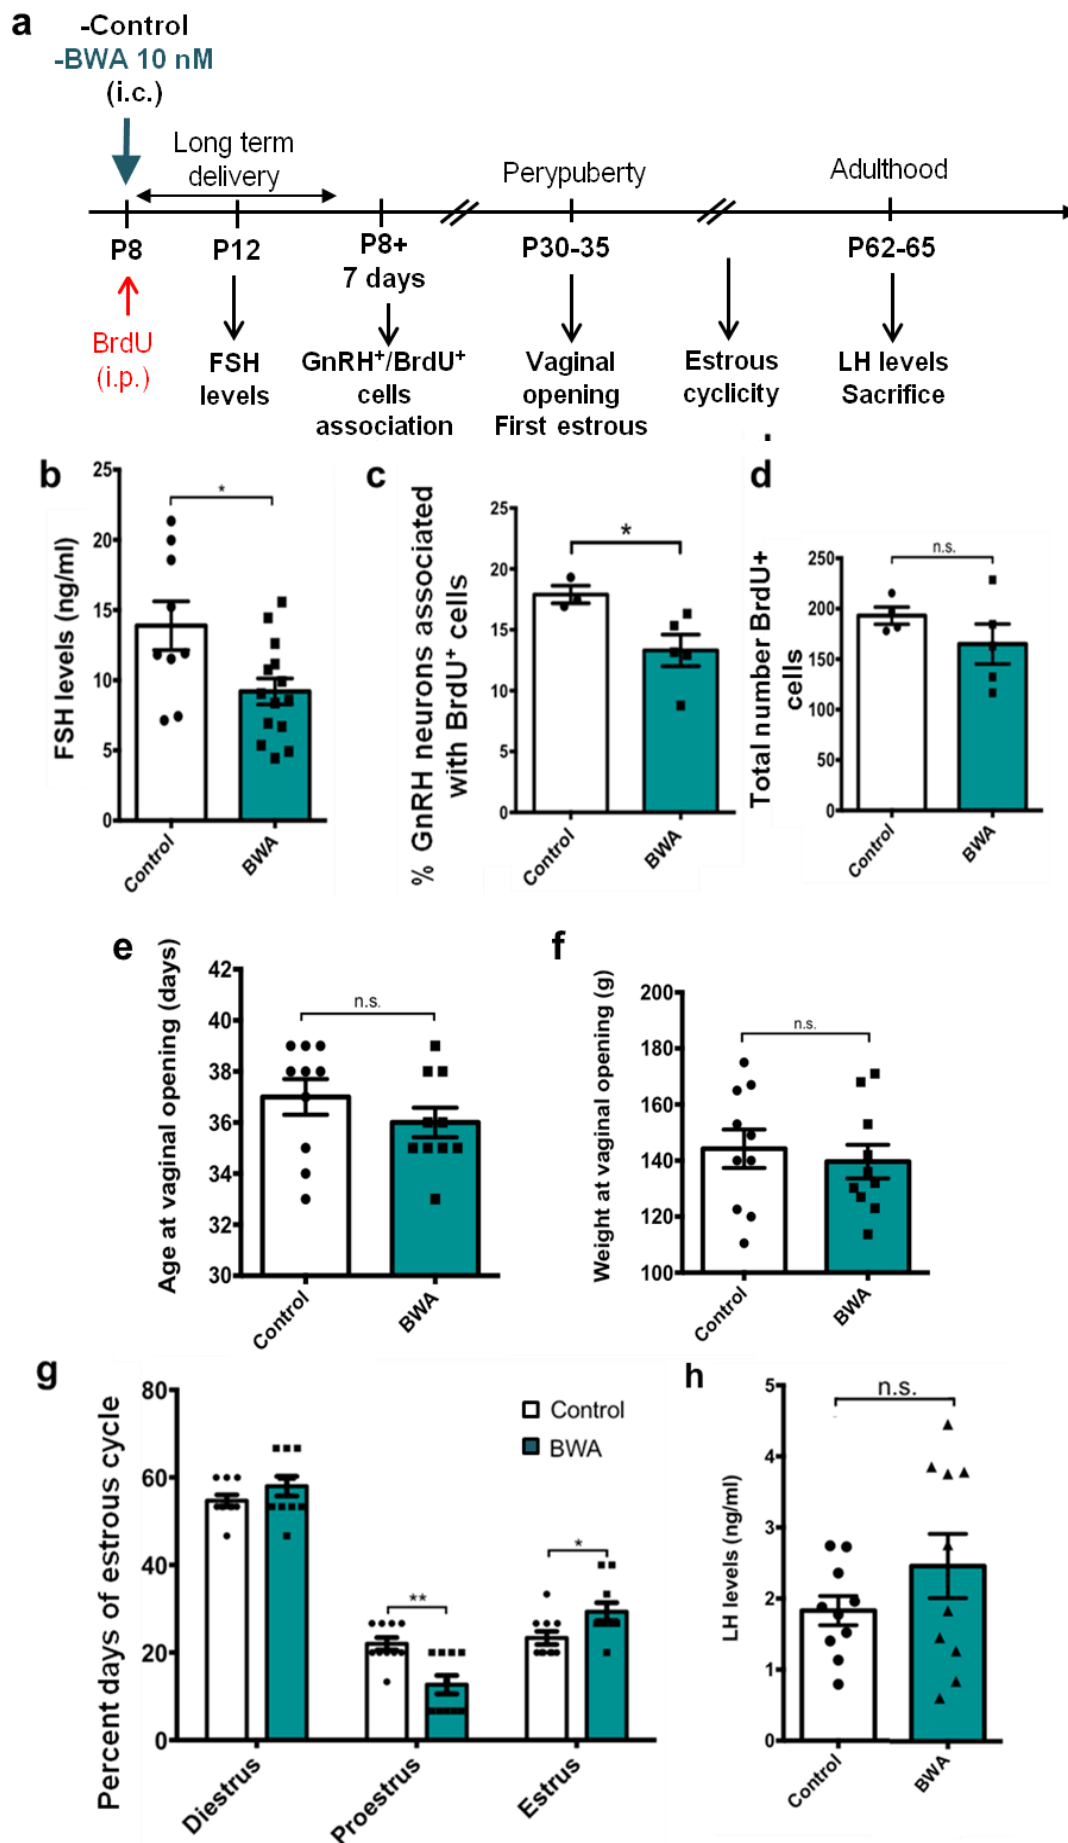 a
-Control
-BWA 10 nM
(i.c.)
Long term
delivery
Perypuberty
Adulthood
P8
P12
P8+
7 days
P30-35
P62-65
BrdU
(i.p.)
FSH
levels
GnRH⁺/BrdU⁺
cells
association
Vaginal
opening
First estrous
Estrous
cyclicity
LH levels
Sacrifice
b
FSH levels (ng/ml)
25
20
15
10
5
0
*
Control
BWA
c
% GnRH neurons associated
with BrdU⁺ cells
25
20
15
10
5
0
*
Control
BWA
d
Total number BrdU+
cells
250
200
150
100
50
0
n.s.
Control
BWA
e
Age at vaginal opening (days)
42
40
38
36
34
32
30
n.s.
Control
BWA
f
Weight at vaginal opening (g)
200
180
160
140
120
100
n.s.
Control
BWA
g
Percent days of estrous cycle
80
60
40
20
0
Control
BWA
**
*
Diestrus
Proestrus
Estrus
h
LH levels (ng/ml)
5
4
3
2
1
0
n.s.
Control
BWA